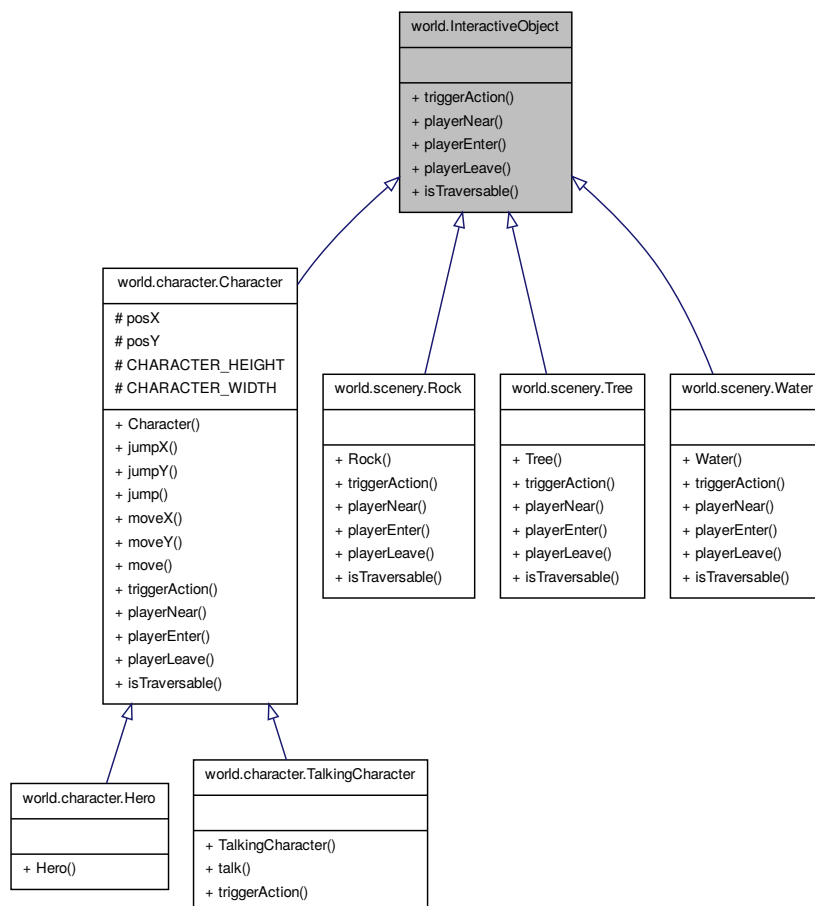 world.InteractiveObject
+ triggerAction()
+ playerNear()
+ playerEnter()
+ playerLeave()
+ isTraversable()
world.character.Character
# posX
# posY
# CHARACTER_HEIGHT
# CHARACTER_WIDTH
+ Character()
+ jumpX()
+ jumpY()
+ jump()
+ moveX()
+ moveY()
+ move()
+ triggerAction()
+ playerNear()
+ playerEnter()
+ playerLeave()
+ isTraversable()
world.scenery.Rock
+ Rock()
+ triggerAction()
+ playerNear()
+ playerEnter()
+ playerLeave()
+ isTraversable()
world.scenery.Tree
+ Tree()
+ triggerAction()
+ playerNear()
+ playerEnter()
+ playerLeave()
+ isTraversable()
world.scenery.Water
+ Water()
+ triggerAction()
+ playerNear()
+ playerEnter()
+ playerLeave()
+ isTraversable()
world.character.Hero
+ Hero()
world.character.TalkingCharacter
+ TalkingCharacter()
+ talk()
+ triggerAction()